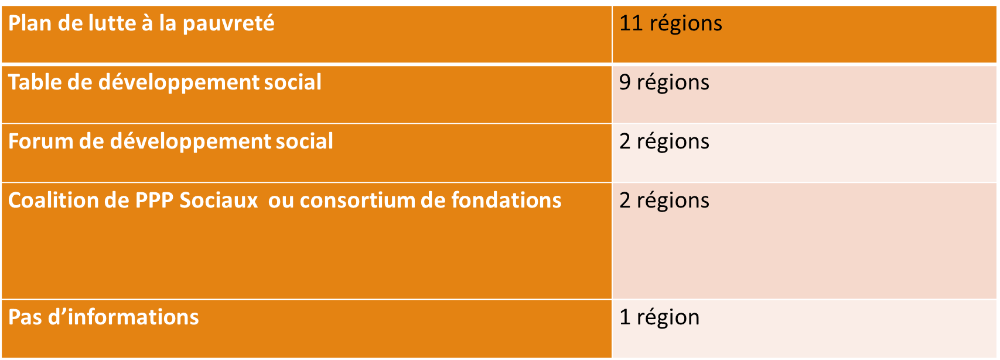 Plan de lutte à la pauvreté 11 régions
Table de développement social 9 régions
Forum de développement social 2 régions
Coalition de PPP Sociaux  ou consortium de fondations 2 régions
Pas d’informations 1 région